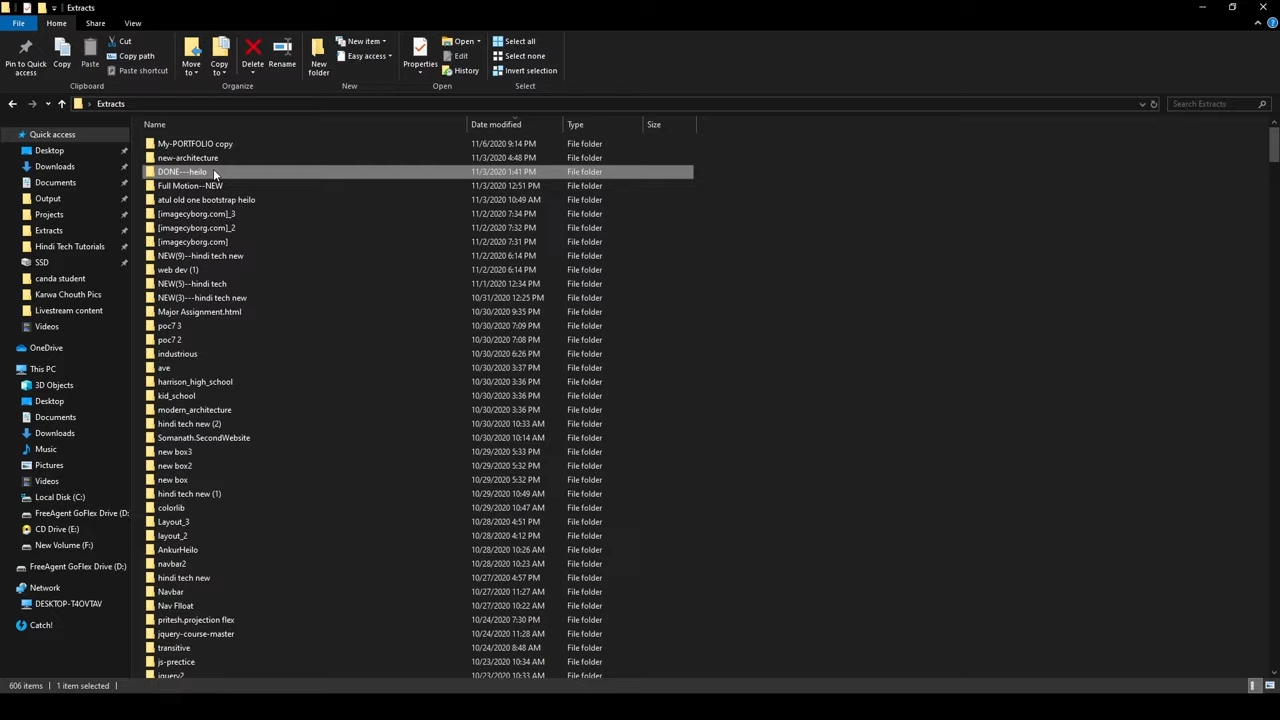 Extracts
File Home Share View
Pin to Quick access
Copy
Paste
Cut
Copy path
Paste shortcut
Clipboard
Move to
Copy to
Delete
Rename
Organize
New folder
New item
Easy access
New
Properties
Open
Edit
History
Open
Select all
Select none
Invert selection
Select
Extracts
Search Extracts
Name Date modified Type Size
Quick access
Desktop
Downloads
Documents
Output
Projects
Extracts
Hindi Tech Tutorials
SSD
canda student
Karwa Chouth Pics
Livestream content
Videos
OneDrive
This PC
3D Objects
Desktop
Documents
Downloads
Music
Pictures
Videos
Local Disk (C:)
FreeAgent GoFlex Drive (D:
CD Drive (E:)
New Volume (F:)
FreeAgent GoFlex Drive (D:)
Network
DESKTOP-T4OVTAV
Catch!
My-PORTFOLIO copy 11/6/2020 9:14 PM File folder
new-architecture 11/3/2020 4:48 PM File folder
DONE---heilo 11/3/2020 1:41 PM File folder
Full Motion--NEW 11/3/2020 12:51 PM File folder
atul old one bootstrap heilo 11/3/2020 10:49 AM File folder
[imagecyborg.com]_3 11/2/2020 7:34 PM File folder
[imagecyborg.com]_2 11/2/2020 7:32 PM File folder
[imagecyborg.com] 11/2/2020 7:31 PM File folder
NEW(9)--hindi tech new 11/2/2020 6:14 PM File folder
web dev (1) 11/2/2020 6:14 PM File folder
NEW(5)--hindi tech 11/1/2020 12:34 PM File folder
NEW(3)---hindi tech new 10/31/2020 12:25 PM File folder
Major Assignment.html 10/30/2020 9:35 PM File folder
poc7 3 10/30/2020 7:09 PM File folder
poc7 2 10/30/2020 7:08 PM File folder
industrious 10/30/2020 6:26 PM File folder
ave 10/30/2020 3:37 PM File folder
harrison_high_school 10/30/2020 3:36 PM File folder
kid_school 10/30/2020 3:36 PM File folder
modern_architecture 10/30/2020 3:36 PM File folder
hindi tech new (2) 10/30/2020 10:33 AM File folder
Somanath.SecondWebsite 10/30/2020 10:14 AM File folder
new box3 10/29/2020 5:33 PM File folder
new box2 10/29/2020 5:32 PM File folder
new box 10/29/2020 5:32 PM File folder
hindi tech new (1) 10/29/2020 10:49 AM File folder
colorlib 10/29/2020 10:47 AM File folder
Layout_3 10/28/2020 4:51 PM File folder
layout_2 10/28/2020 4:12 PM File folder
AnkurHeilo 10/28/2020 10:26 AM File folder
navbar2 10/28/2020 10:23 AM File folder
hindi tech new 10/27/2020 4:57 PM File folder
Navbar 10/27/2020 11:27 AM File folder
Nav Flloat 10/27/2020 10:22 AM File folder
pritesh.projection flex 10/24/2020 7:30 PM File folder
jquery-course-master 10/24/2020 11:28 AM File folder
transitive 10/24/2020 8:48 AM File folder
js-prectice 10/23/2020 10:34 AM File folder
jquery2 10/23/2020 10:33 AM File folder
606 items 1 item selected